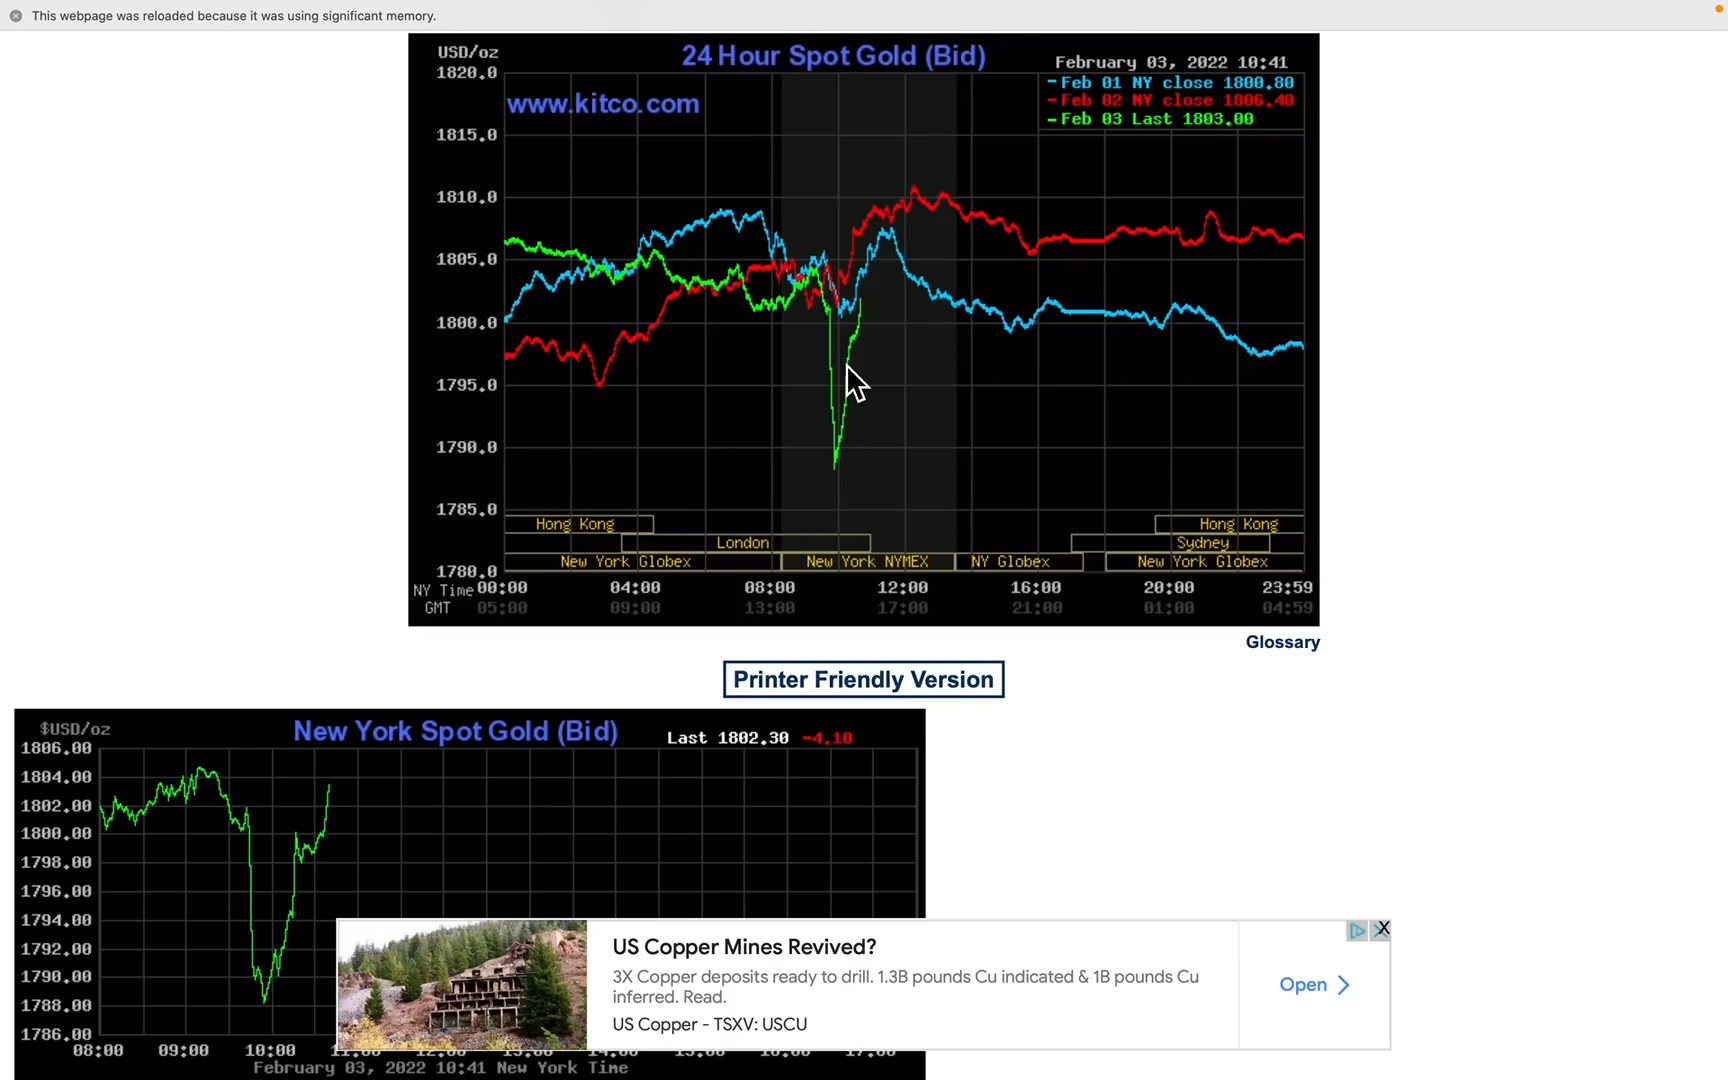 This webpage was reloaded because it was using significant memory.
USD/oz
24 Hour Spot Gold (Bid)
February 03, 2022 10:41
1820.0
Feb 01 NY close 1800.80
www.kitco.com
Feb 02 NY close 1806.40
Feb 03 Last 1803.00
1815.0
1810.0
1805.0
1800.0
1795.0
1790.0
1785.0
Hong Kong
Hong Kong
London
Sydney
New York Globex
New York NYMEX
NY Globex
New York Globex
1780.0
NY Time 00:00 04:00 08:00 12:00 16:00 20:00 23:59
GMT 05:00 09:00 13:00 17:00 21:00 01:00 04:59
Glossary
Printer Friendly Version
$USD/oz
New York Spot Gold (Bid)
Last 1802.30 -4.10
1806.00
1804.00
1802.00
1800.00
1798.00
1796.00
1794.00
1792.00
1790.00
1788.00
1786.00
08:00 09:00 10:00
February 03, 2022 10:41 New York Time
US Copper Mines Revived?
3X Copper deposits ready to drill. 1.3B pounds Cu indicated & 1B pounds Cu
inferred. Read.
US Copper - TSXV: USCU
Open
X